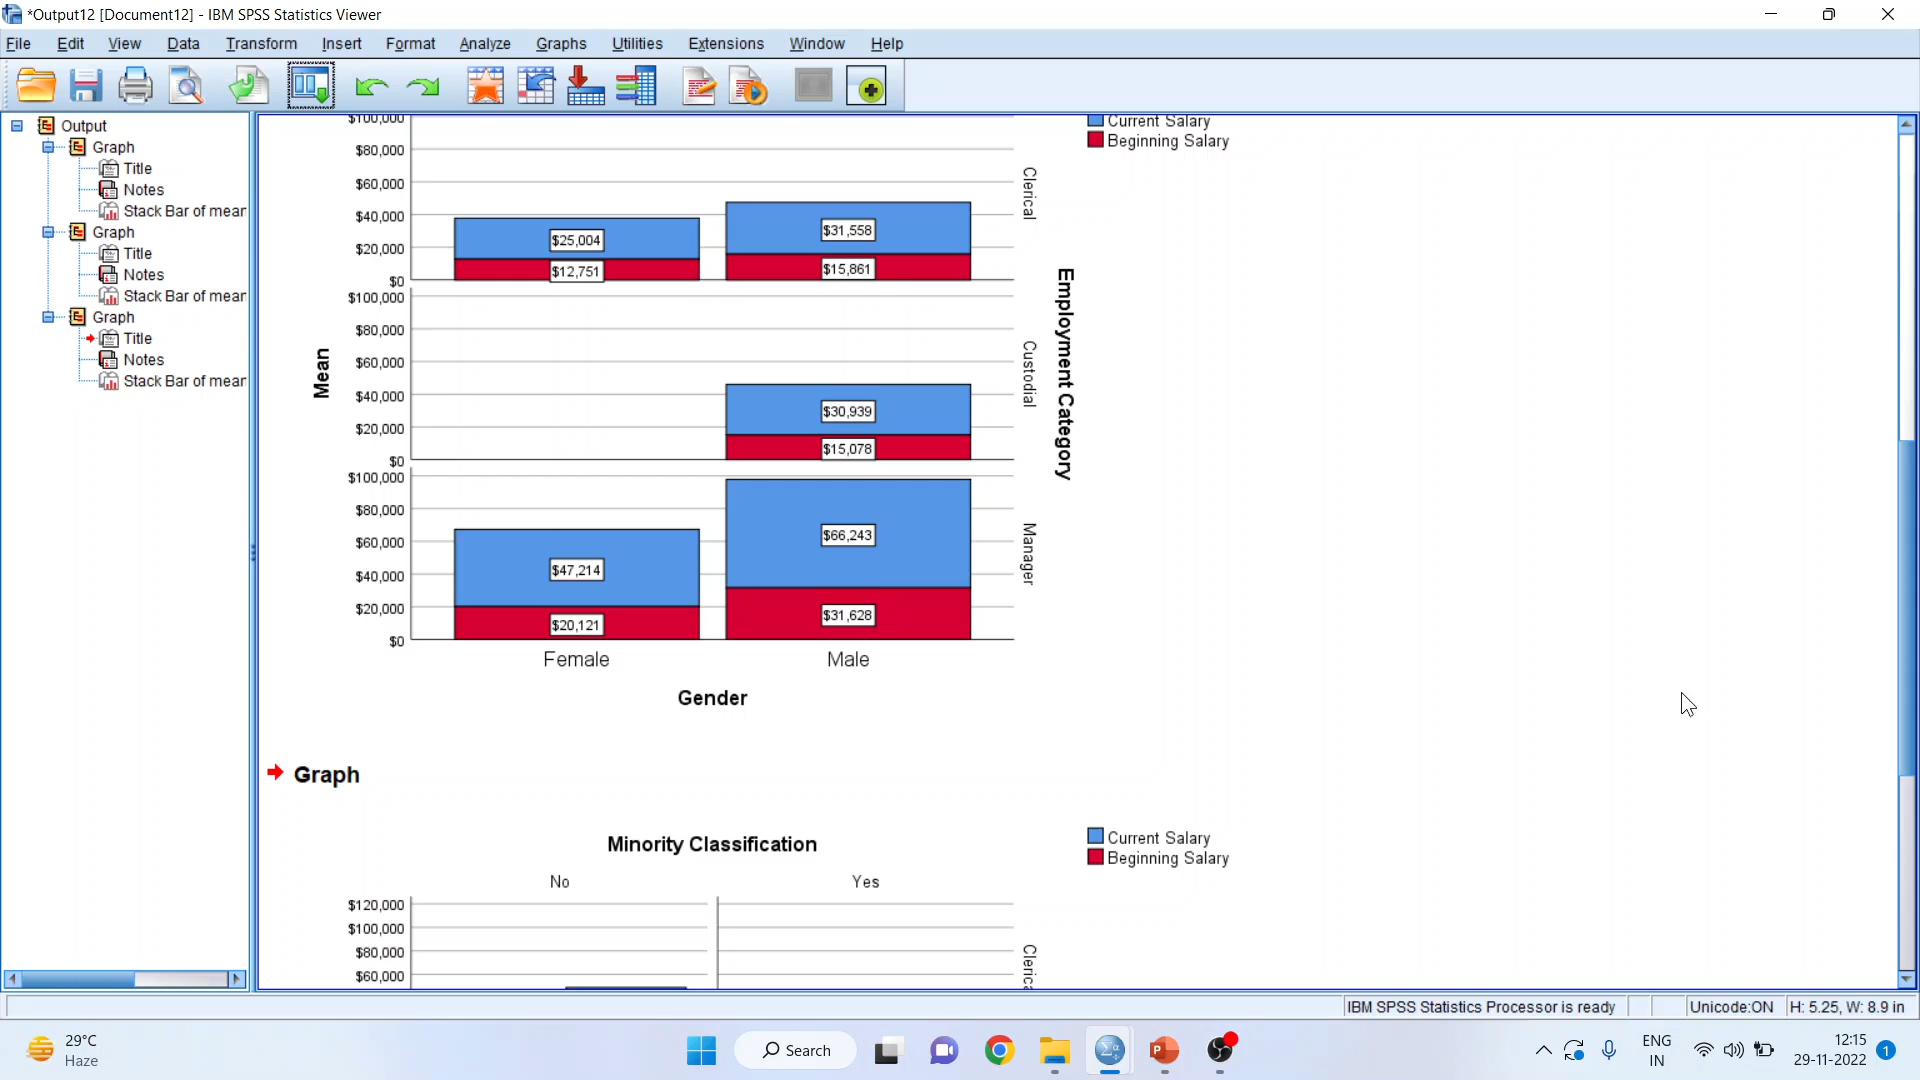 *Output12 [Document12] - IBM SPSS Statistics Viewer
File Edit View Data Transform Insert Format Analyze Graphs Utilities Extensions Window Help
Output
Graph
Title
Notes
Stack Bar of mear
Graph
Title
Notes
Stack Bar of mear
Graph
Title
Notes
Stack Bar of mear
$100,000
$80,000
$60,000
$40,000
$20,000
$0
$25,004
$12,751
$31,558
$15,861
Clerical
Current Salary
Beginning Salary
$100,000
$80,000
$60,000
$40,000
$20,000
$0
$30,939
$15,078
Custodial
Mean
Employment Category
$100,000
$80,000
$60,000
$40,000
$20,000
$0
$47,214
$20,121
$66,243
$31,628
Manager
Female Male
Gender
Graph
Minority Classification
No Yes
Current Salary
Beginning Salary
$120,000
$100,000
$80,000
$60,000
Clerica
IBM SPSS Statistics Processor is ready Unicode:ON H: 5.25, W: 8.9 in
29°C
Haze
Search
ENG
IN
12:15
29-11-2022
1